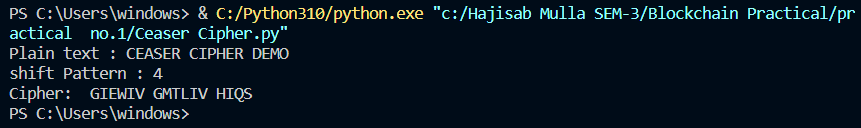 PS C:\Users\windows> & C:/Python310/python.exe "c:/Hajisab Mulla SEM-3/Blockchain Practical/pr
actical  no.1/Ceaser Cipher.py"
Plain text : CEASER CIPHER DEMO
shift Pattern : 4
Cipher:  GIEWIV GMTLIV HIQS
PS C:\Users\windows>